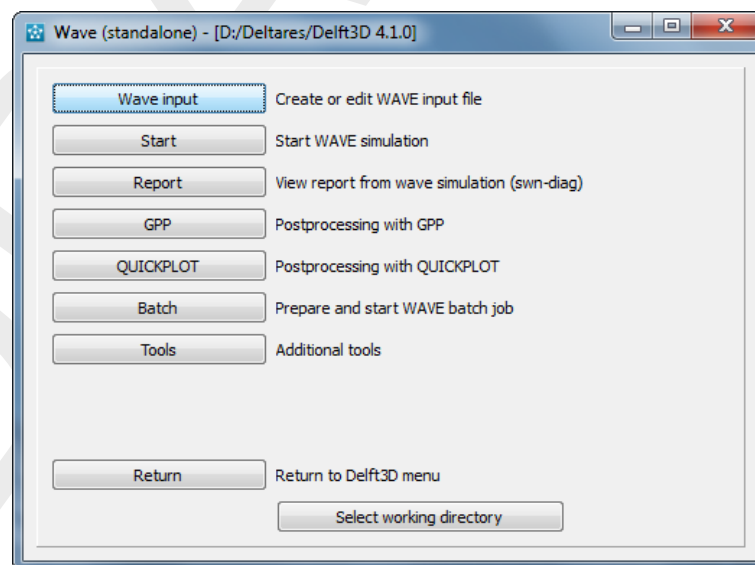 Wave (standalone) - [D:/Deltares/Delft3D 4.1.0]
Wave input Create or edit WAVE input file
Start Start WAVE simulation
Report View report from wave simulation (swn-diag)
GPP Postprocessing with GPP
QUICKPLOT Postprocessing with QUICKPLOT
Batch Prepare and start WAVE batch job
Tools Additional tools
Return Return to Delft3D menu
Select working directory